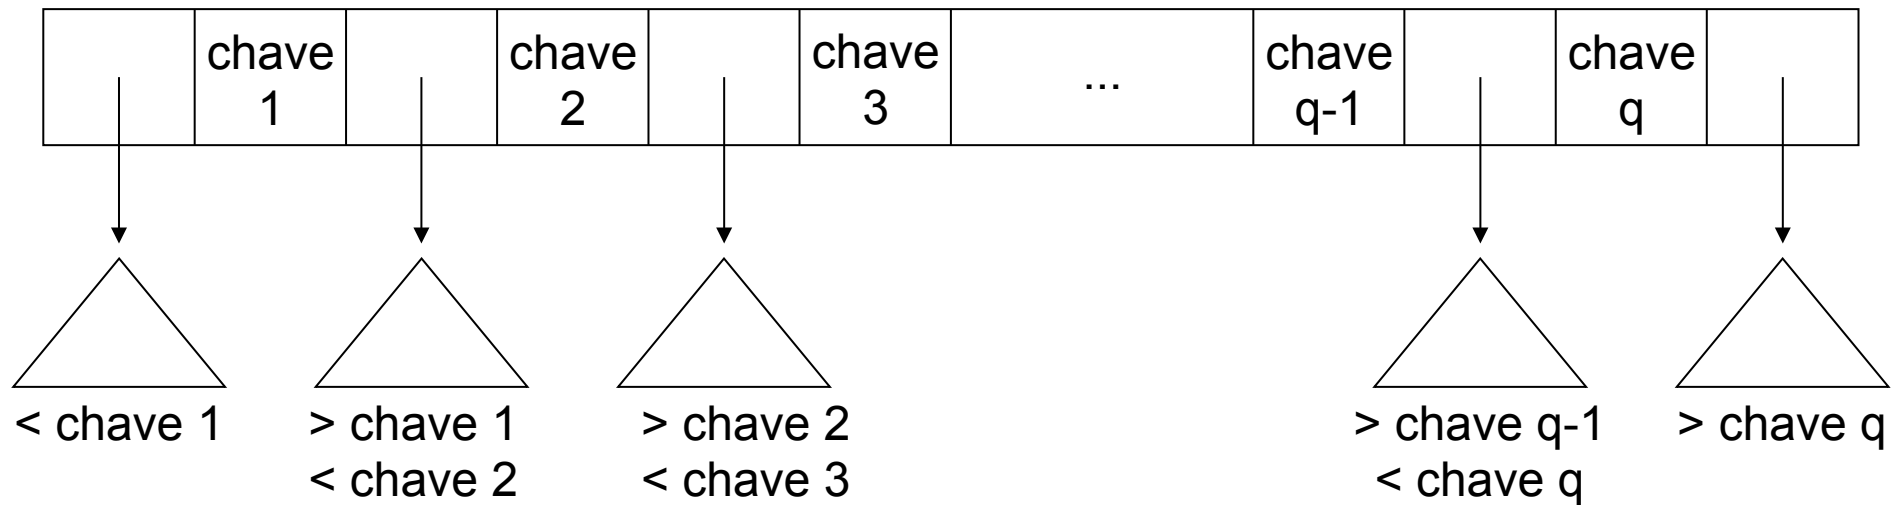 chave
1
chave
2
chave
3
...
chave
q-1
chave
q
< chave 1
> chave 1
< chave 2
> chave 2
< chave 3
> chave q-1
< chave q
> chave q